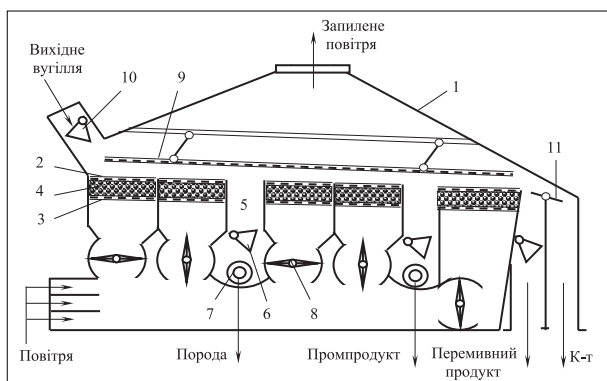 Запилене
повітря
Вихідне
вугілля
10
9
1
2
4
3
5
11
7
6
8
Повітря
Порода
Промпродукт
Перемивний
продукт
К-т